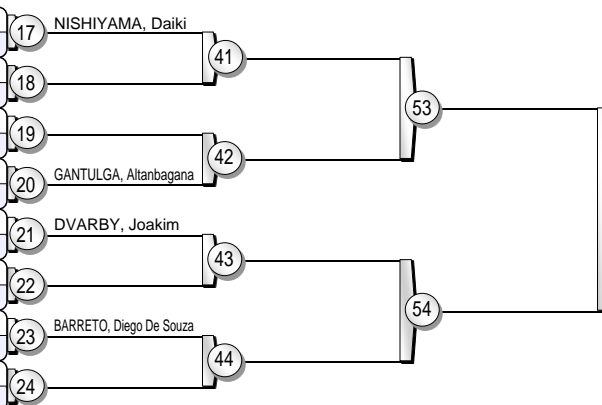 17 NISHIYAMA, Daiki
41
18
53
19
42
20 GANTULGA, Altanbagana
21 DVARBY, Joakim
43
22
54
23 BARRETO, Diego De Souza
44
24